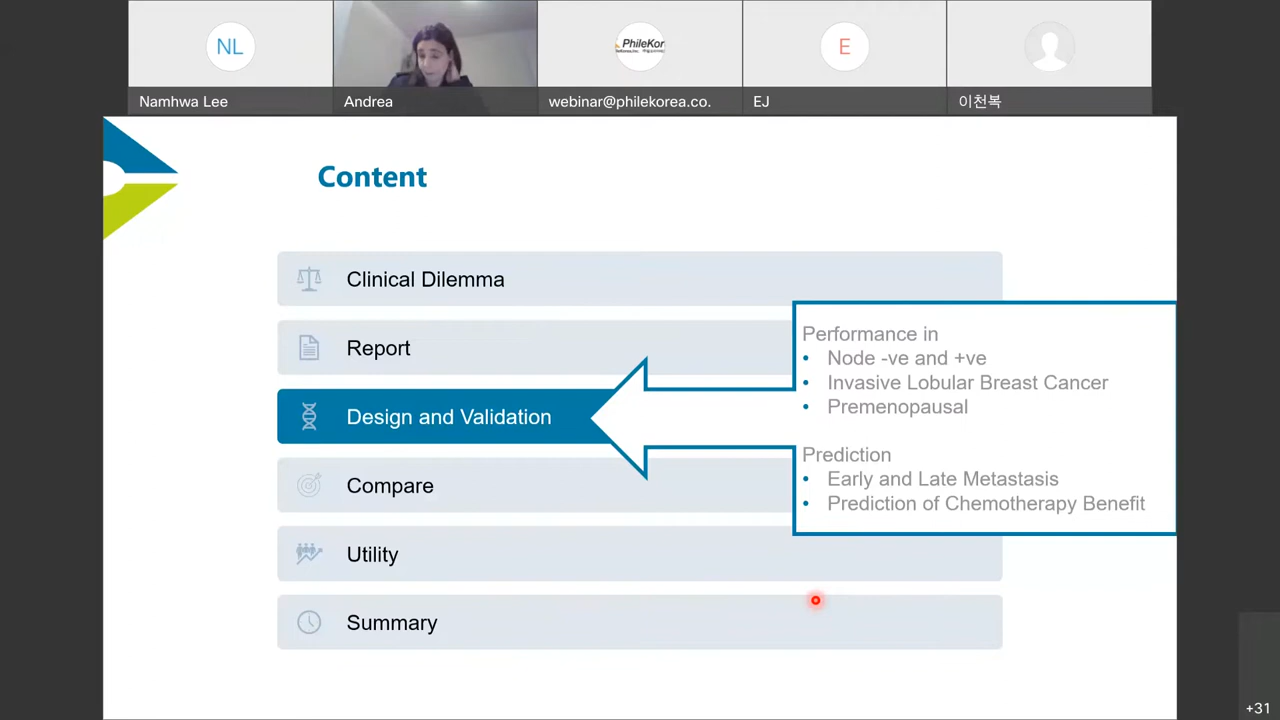 NL
PhileKor
E
Namhwa Lee
Andrea
webinar@philekorea.co.
EJ
이천복
Content
Clinical Dilemma
Report
Design and Validation
Compare
Utility
Summary
Performance in
• Node -ve and +ve
• Invasive Lobular Breast Cancer
• Premenopausal
Prediction
• Early and Late Metastasis
• Prediction of Chemotherapy Benefit
+31